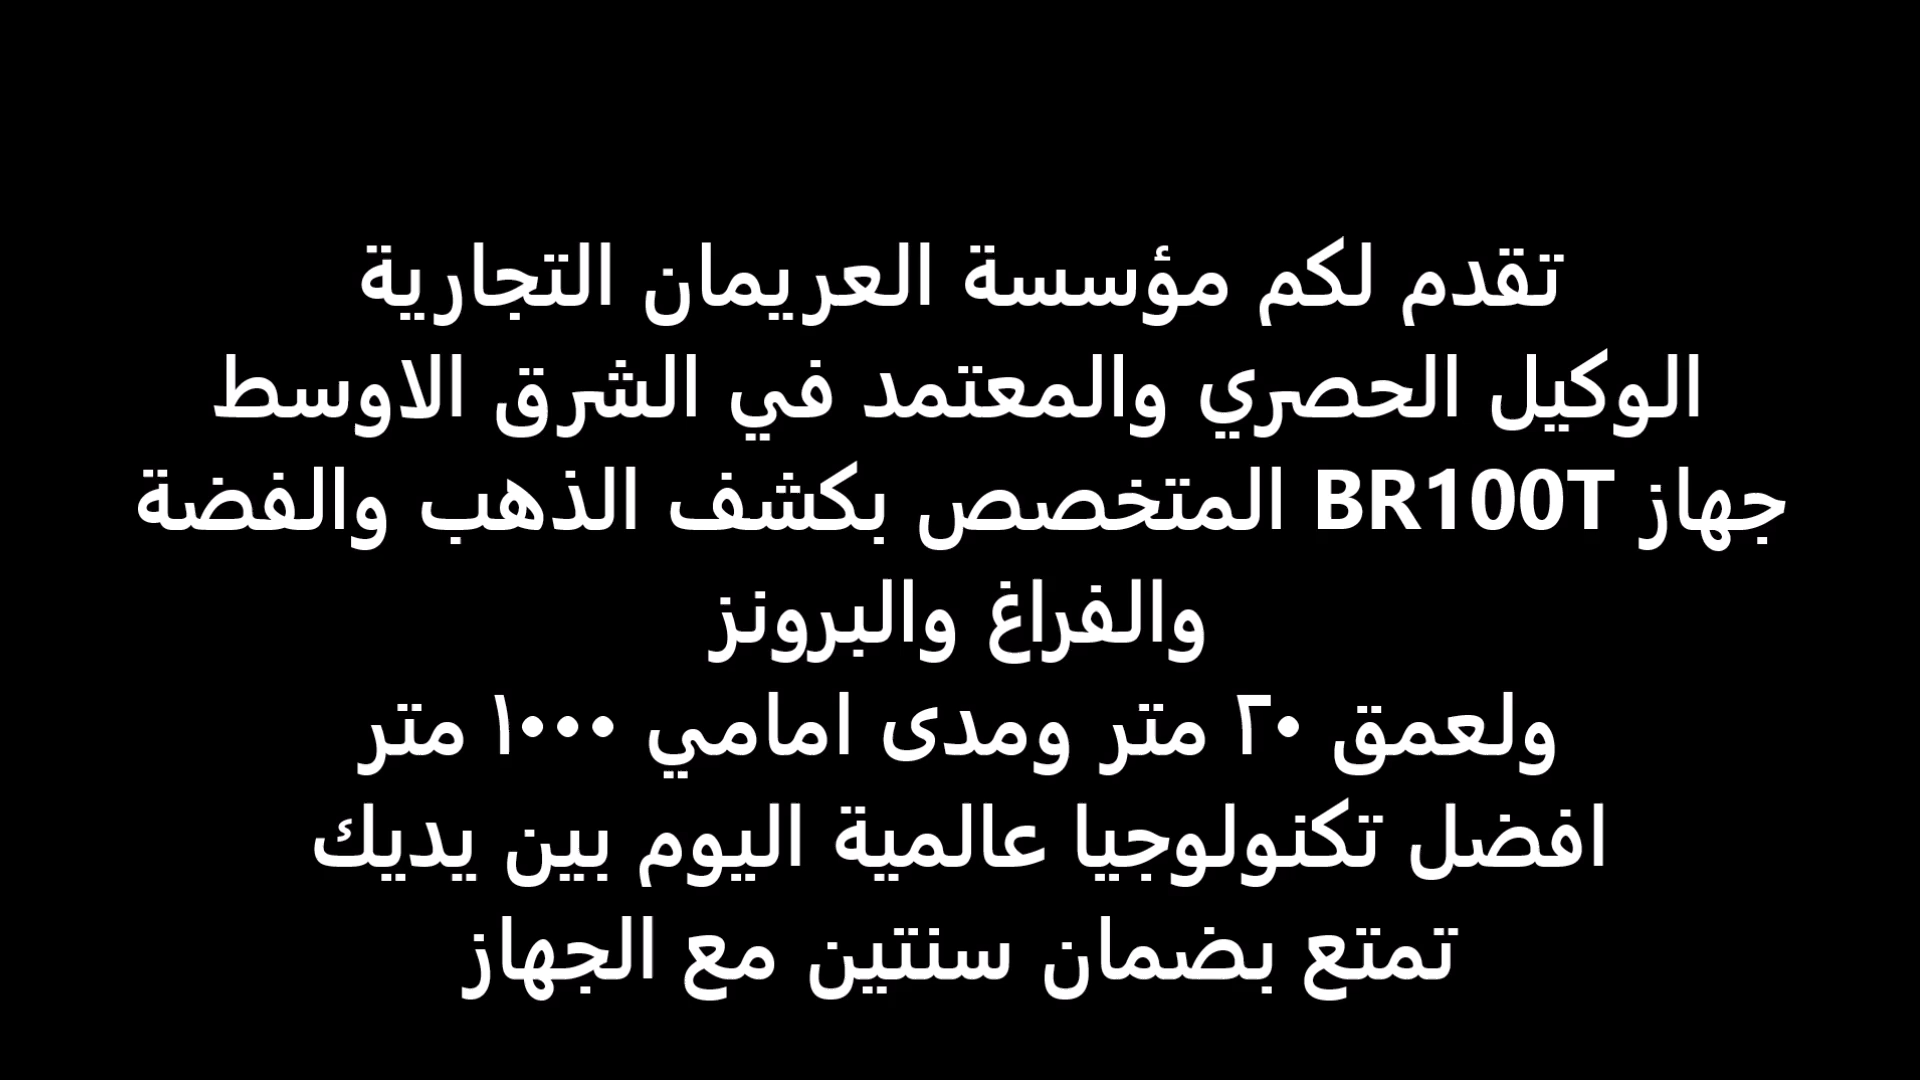 تقدم لكم مؤسسة العريمان التجارية
الوكيل الحصري والمعتمد في الشرق الاوسط
جهاز BR100T المتخصص بكشف الذهب والفضة
والفراغ والبرونز
ولعمق ٢٠ متر ومدى امامي ١٠٠٠ متر
افضل تكنولوجيا عالمية اليوم بين يديك
تمتع بضمان سنتين مع الجهاز